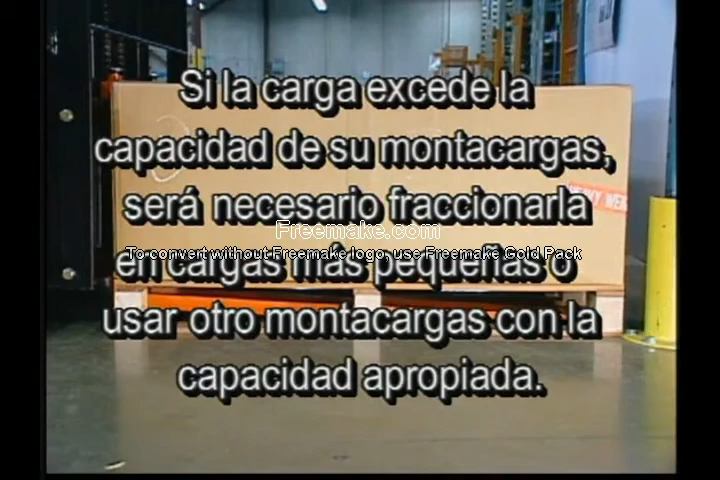 Si la carga excede la
capacidad de su montacargas,
será necesario fraccionarla
Freemake.com
To convert without Freemake logo, use Freemake Gold Pack
en cargas más pequeñas o
usar otro montacargas con la
capacidad apropiada.